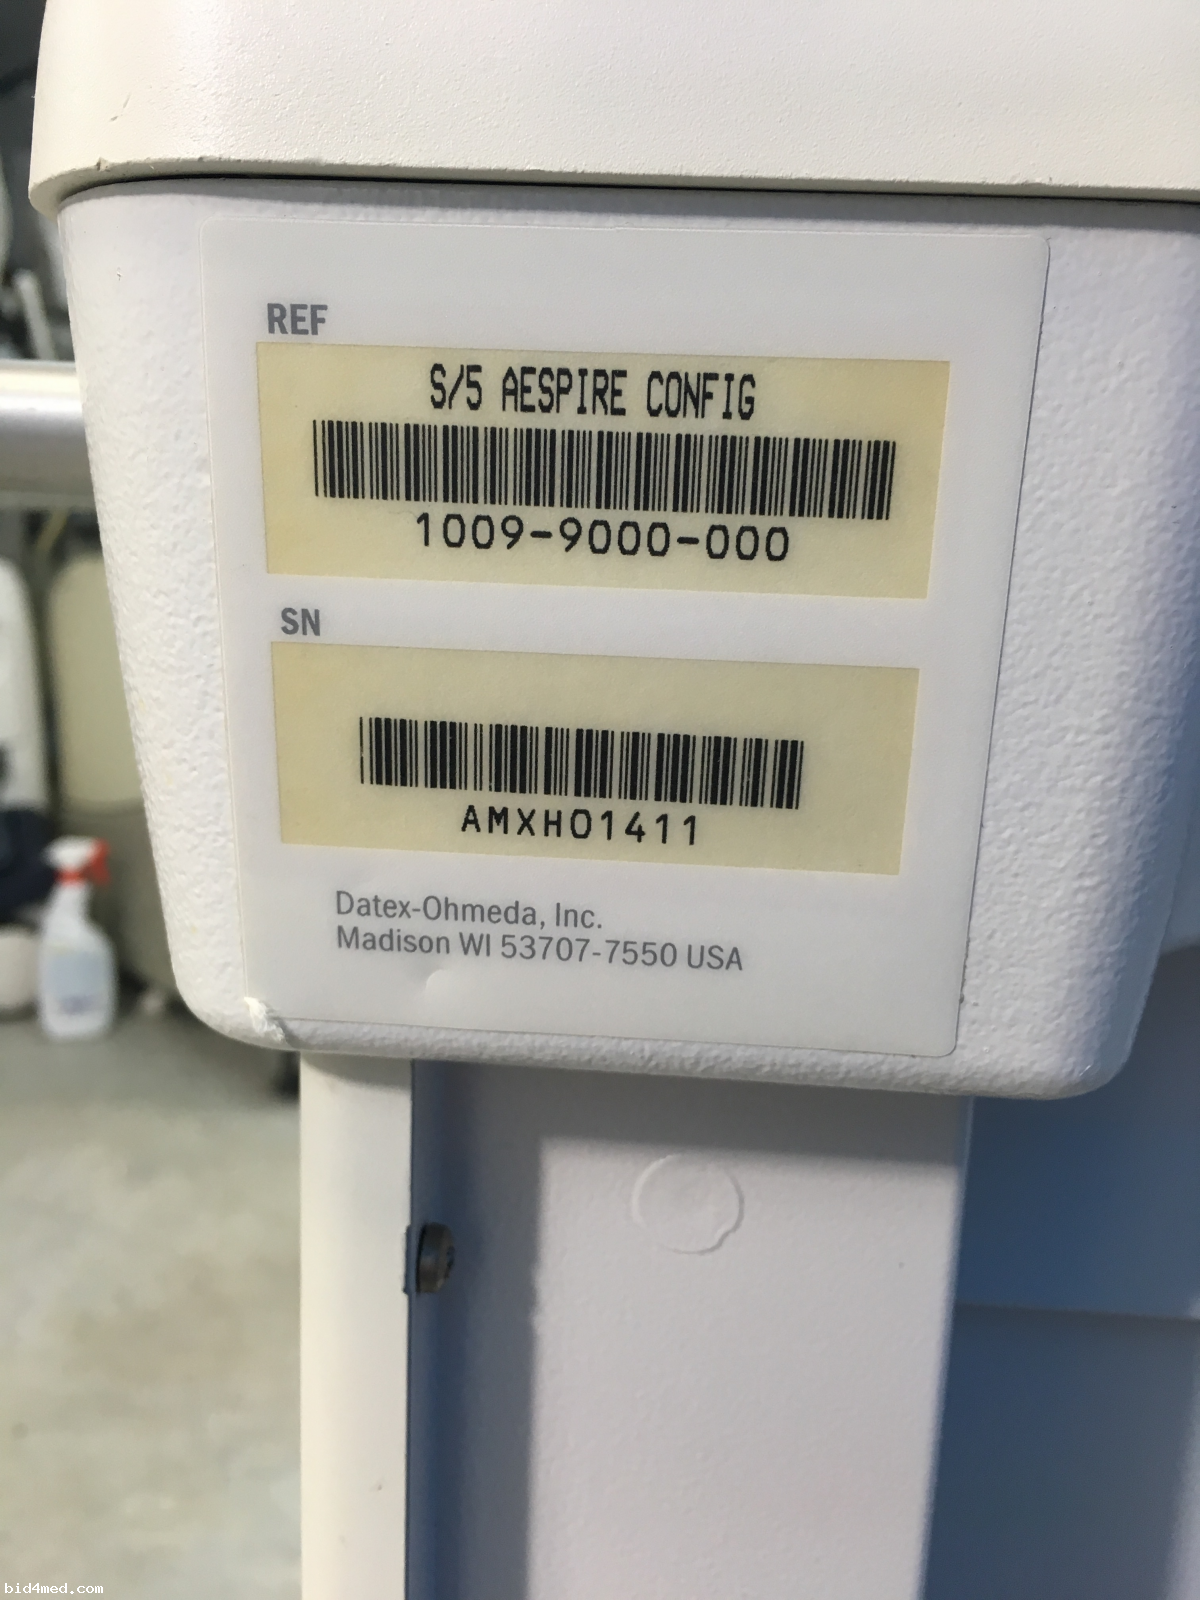 REF
S/5 AESPIRE CONFIG
1009-9000-000
SN
AMXH01411
Datex-Ohmeda, Inc.
Madison WI 53707-7550 USA
bid4med.com